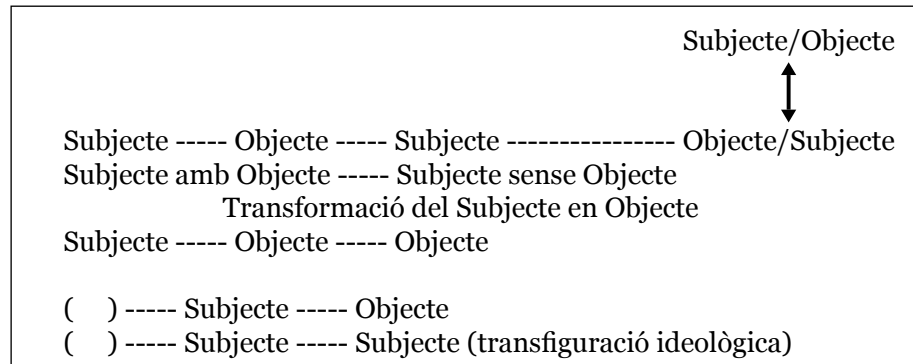 Subjecte/Objecte
Subjecte ----- Objecte ----- Subjecte ---------------- Objecte/Subjecte
Subjecte amb Objecte ----- Subjecte sense Objecte
Transformació del Subjecte en Objecte
Subjecte ----- Objecte ----- Objecte
(    ) ----- Subjecte ----- Objecte
(    ) ----- Subjecte ----- Subjecte (transfiguració ideològica)